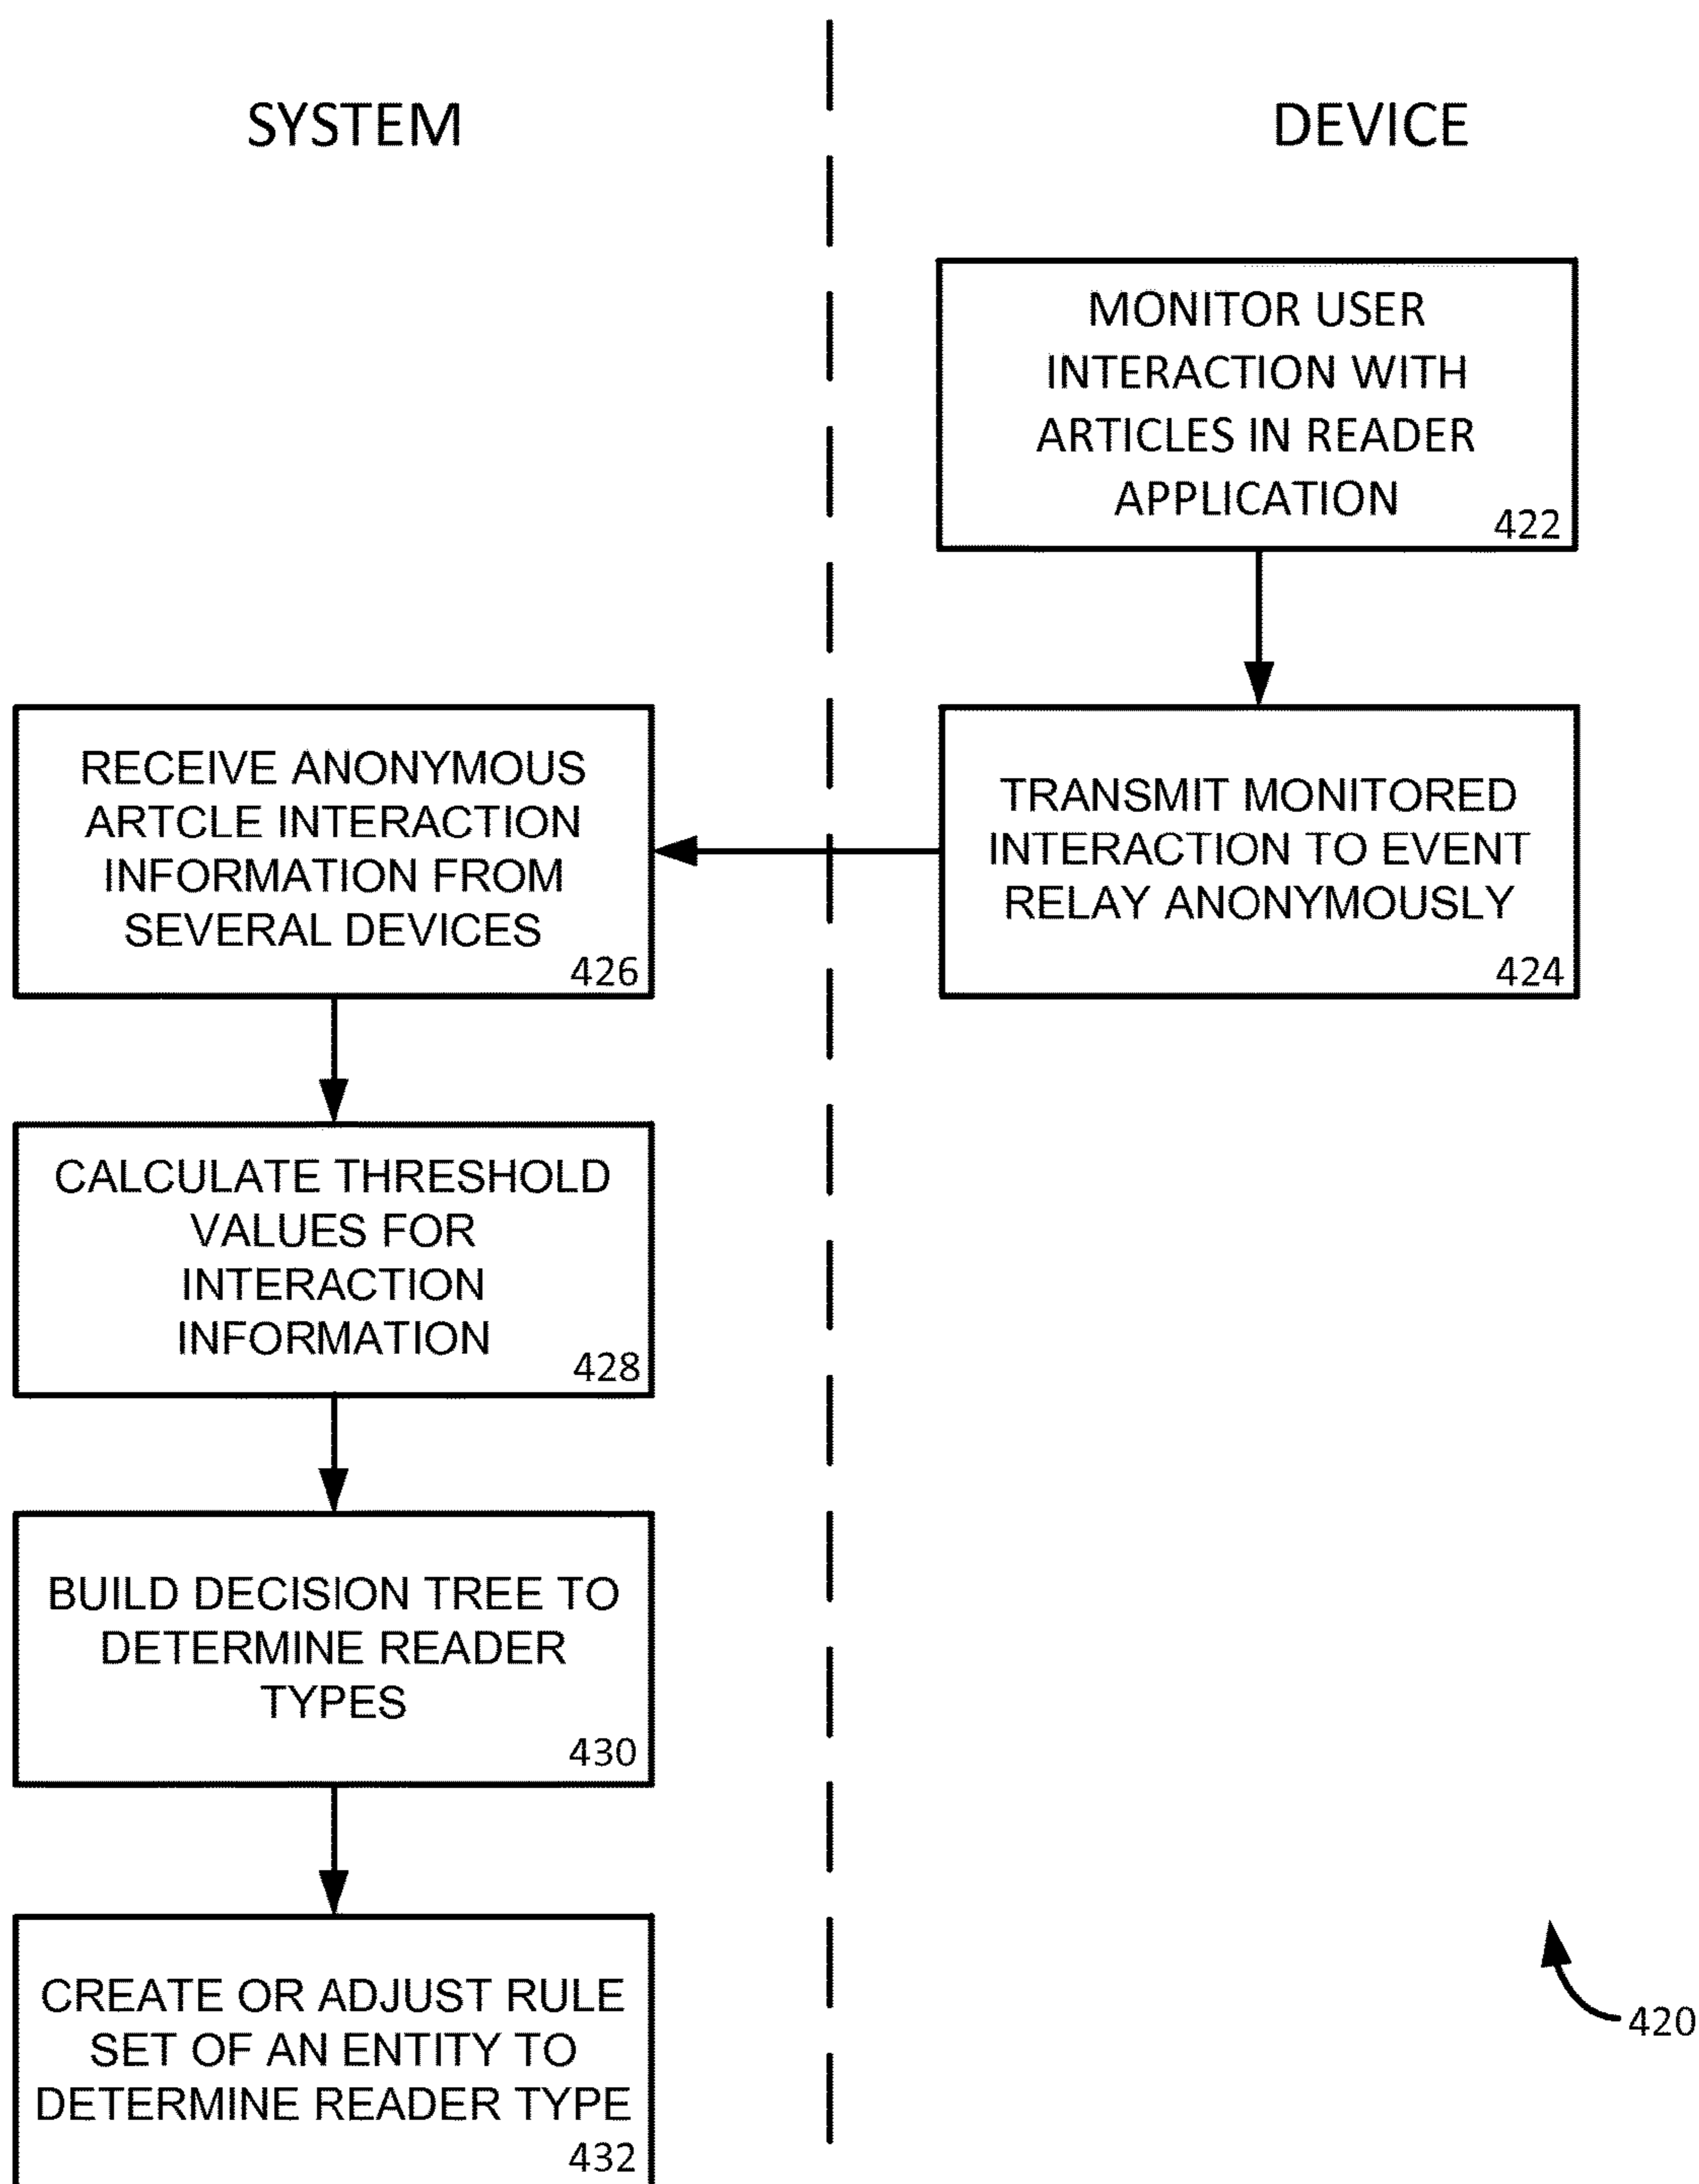 SYSTEM
DEVICE
MONITOR USER
INTERACTION WITH
ARTICLES IN READER
APPLICATION
422
TRANSMIT MONITORED
INTERACTION TO EVENT
RELAY ANONYMOUSLY
424
RECEIVE ANONYMOUS
ARTCLE INTERACTION
INFORMATION FROM
SEVERAL DEVICES
426
CALCULATE THRESHOLD
VALUES FOR
INTERACTION
INFORMATION
428
BUILD DECISION TREE TO
DETERMINE READER
TYPES
430
CREATE OR ADJUST RULE
SET OF AN ENTITY TO
DETERMINE READER TYPE
432
420